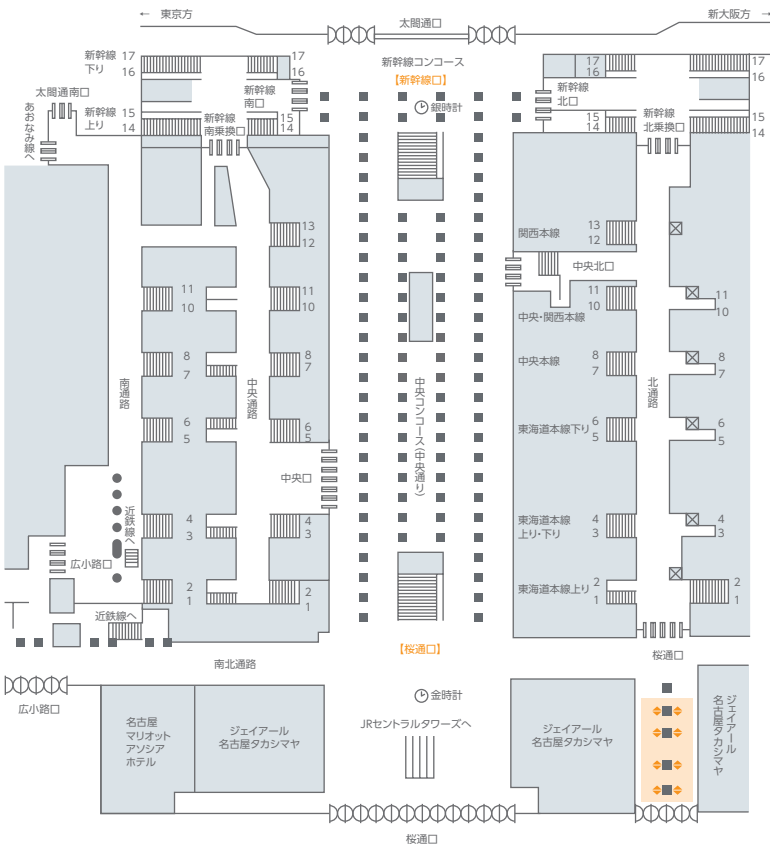 ← 東京方
太閤通口
新大阪方 →
新幹線 17
下り 16
17
16
新幹線コンコース
【新幹線口】
銀時計
17
16
新幹線
北口
17
16
太閤通南口
あおなみ線へ
新幹線 15
上り 14
新幹線
南口
新幹線
南乗換口
15
14
15
14
新幹線
北乗換口
15
14
13
12
関西本線
13
12
中央北口
11
10
11
10
11
10
中央・関西本線
11
10
南通路
8
7
中央通路
8
7
中央コンコース(中央通り)
中央本線
8
7
北通路
8
7
6
5
6
5
東海道本線下り
6
5
6
5
中央口
近鉄線へ
4
3
4
3
東海道本線
上り・下り
4
3
4
3
広小路口
2
1
2
1
東海道本線上り
2
1
2
1
近鉄線へ
【桜通口】
南北通路
桜通口
広小路口
金時計
名古屋
マリオット
アソシア
ホテル
ジェイアール
名古屋タカシマヤ
JRセントラルタワーズへ
ジェイアール
名古屋タカシマヤ
ジェイアール
名古屋タカシマヤ
桜通口